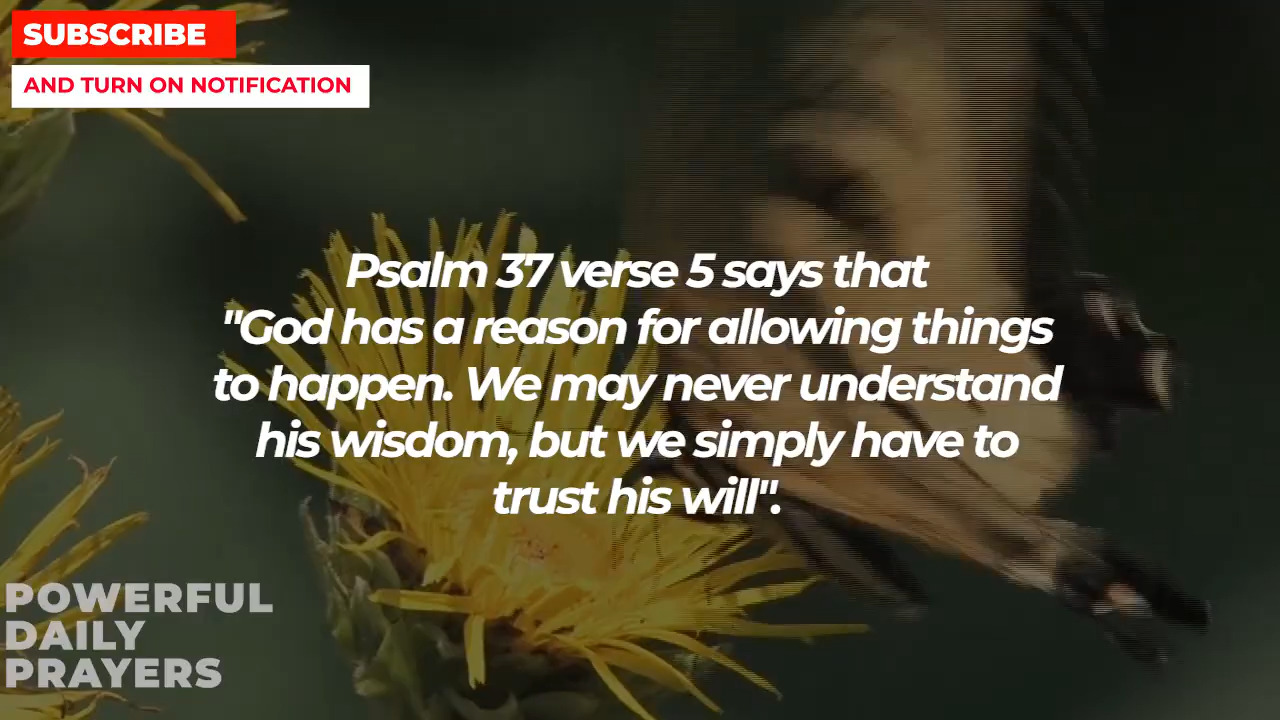 SUBSCRIBE
AND TURN ON NOTIFICATION
Psalm 37 verse 5 says that
"God has a reason for allowing things
to happen. We may never understand
his wisdom, but we simply have to
trust his will".
POWERFUL
DAILY
PRAYERS